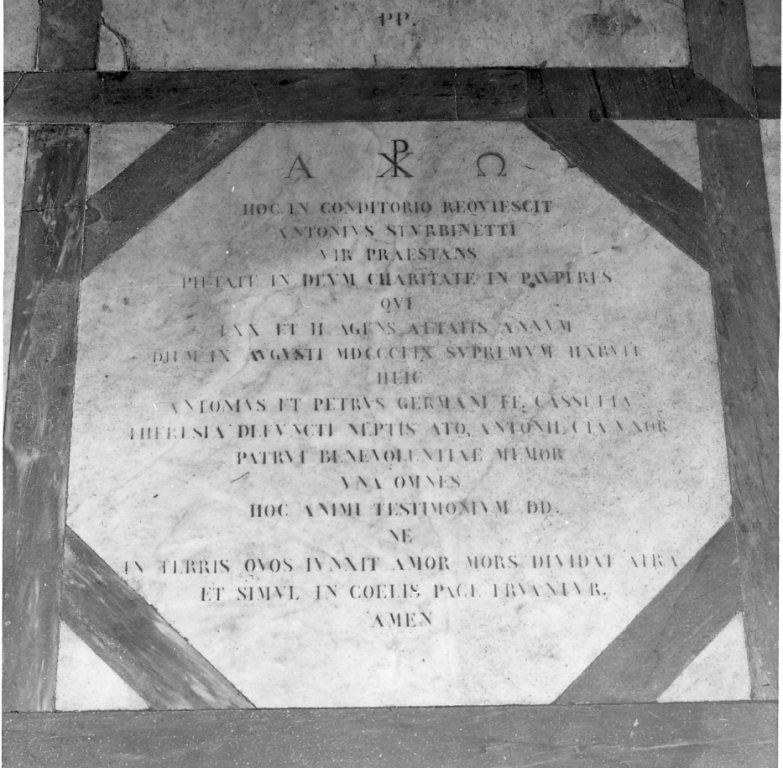 PP.
Α ☧ Ω
HOC IN CONDITORIO REQVIESCIT
ANTONIVS STVRBINETTI
VIR PRAESTANS
PIETATE IN DEVM CHARITATE IN PAVPERES
QVI
LXX ET II AGENS AETATIS ANNVM
DIEM IX AVGVSTI SVPREMVM HABVIT
HEIC
ANTONIVS ET PETRVS GERMANI FF. CASSETTA
THERESIA DEFVNCTI NEPTIS ATQ. ANTONII VXOR
PATRVI BENEVOLENTIAE MEMOR
VNA OMNES
HOC ANIMI TESTIMONIVM DD.
NE
IN TERRIS QVOS IVNXIT AMOR MORS DIVIDAT ATRA
ET SIMVL IN COELIS PACE FRVANTVR.
AMEN